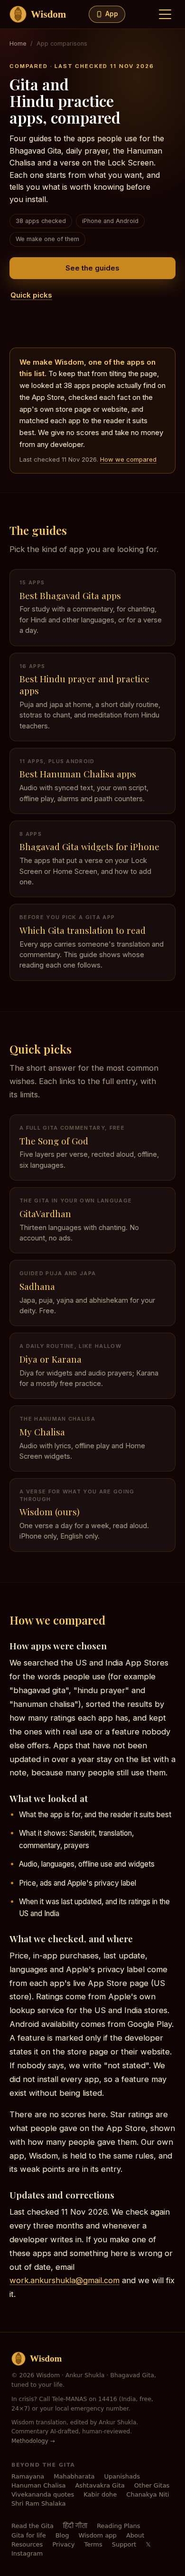 Wisdom
App
Home / App comparisons
COMPARED · LAST CHECKED 11 NOV 2026
Gita and
Hindu practice
apps, compared
Four guides to the apps people use for the
Bhagavad Gita, daily prayer, the Hanuman
Chalisa and a verse on the Lock Screen.
Each one starts from what you want, and
tells you what is worth knowing before
you install.
38 apps checked
iPhone and Android
We make one of them
See the guides
Quick picks
We make Wisdom, one of the apps on
this list. To keep that from tilting the page,
we looked at 38 apps people actually find on
the App Store, checked each fact on the
app's own store page or website, and
matched each app to the reader it suits
best. We give no scores and take no money
from any developer.
Last checked 11 Nov 2026. How we compared
The guides
Pick the kind of app you are looking for.
15 APPS
Best Bhagavad Gita apps
For study with a commentary, for chanting,
for Hindi and other languages, or for a verse
a day.
16 APPS
Best Hindu prayer and practice
apps
Puja and japa at home, a short daily routine,
stotras to chant, and meditation from Hindu
teachers.
11 APPS, PLUS ANDROID
Best Hanuman Chalisa apps
Audio with synced text, your own script,
offline play, alarms and paath counters.
8 APPS
Bhagavad Gita widgets for iPhone
The apps that put a verse on your Lock
Screen or Home Screen, and how to add
one.
BEFORE YOU PICK A GITA APP
Which Gita translation to read
Every app carries someone's translation
and commentary. This guide shows whose
reading each one follows.
Quick picks
The short answer for the most common
wishes. Each links to the full entry, with
its limits.
A FULL GITA COMMENTARY, FREE
The Song of God
Five layers per verse, recited aloud, offline,
six languages.
THE GITA IN YOUR OWN LANGUAGE
GitaVardhan
Thirteen languages with chanting. No
account, no ads.
GUIDED PUJA AND JAPA
Sadhana
Japa, puja, yajna and abhishekam for your
deity. Free.
A DAILY ROUTINE, LIKE HALLOW
Diya or Karana
Diya for widgets and audio prayers; Karana
for a mostly free practice.
THE HANUMAN CHALISA
My Chalisa
Audio with lyrics, offline play and Home
Screen widgets.
A VERSE FOR WHAT YOU ARE GOING
THROUGH
Wisdom (ours)
One verse a day for a week, read aloud.
iPhone only, English only.
How we compared
How apps were chosen
We searched the US and India App Stores
for the words people use (for example
"bhagavad gita", "hindu prayer" and
"hanuman chalisa"), sorted the results by
how many ratings each app has, and kept
the ones with real use or a feature nobody
else offers. Apps that have not been
updated in over a year stay on the list with a
note, because many people still use them.
What we looked at
• What the app is for, and the reader it suits best
• What it shows: Sanskrit, translation,
commentary, prayers
• Audio, languages, offline use and widgets
• Price, ads and Apple's privacy label
• When it was last updated, and its ratings in the
US and India
What we checked, and where
Price, in-app purchases, last update,
languages and Apple's privacy label come
from each app's live App Store page (US
store). Ratings come from Apple's own
lookup service for the US and India stores.
Android availability comes from Google Play.
A feature is marked only if the developer
states it on the store page or their website.
If nobody says, we write "not stated". We
did not install every app, so a feature may
exist without being listed.
There are no scores here. Star ratings are
what people gave on the App Store, shown
with how many people gave them. Our own
app, Wisdom, is held to the same rules, and
its weak points are in its entry.
Updates and corrections
Last checked 11 Nov 2026. We check again
every three months and whenever a
developer writes in. If you make one of
these apps and something here is wrong or
out of date, email
work.ankurshukla@gmail.com and we will fix
it.
Wisdom
© 2026 Wisdom · Ankur Shukla · Bhagavad Gita,
tuned to your life.
In crisis? Call Tele-MANAS on 14416 (India, free,
24×7) or your local emergency number.
Wisdom translation, edited by Ankur Shukla.
Commentary AI-drafted, human-reviewed.
Methodology →
BEYOND THE GITA
Ramayana Mahabharata Upanishads
Hanuman Chalisa Ashtavakra Gita Other Gitas
Vivekananda quotes Kabir dohe Chanakya Niti
Shri Ram Shalaka
Read the Gita हिंदी गीता Reading Plans
Gita for life Blog Wisdom app About
Resources Privacy Terms Support 𝕏
Instagram